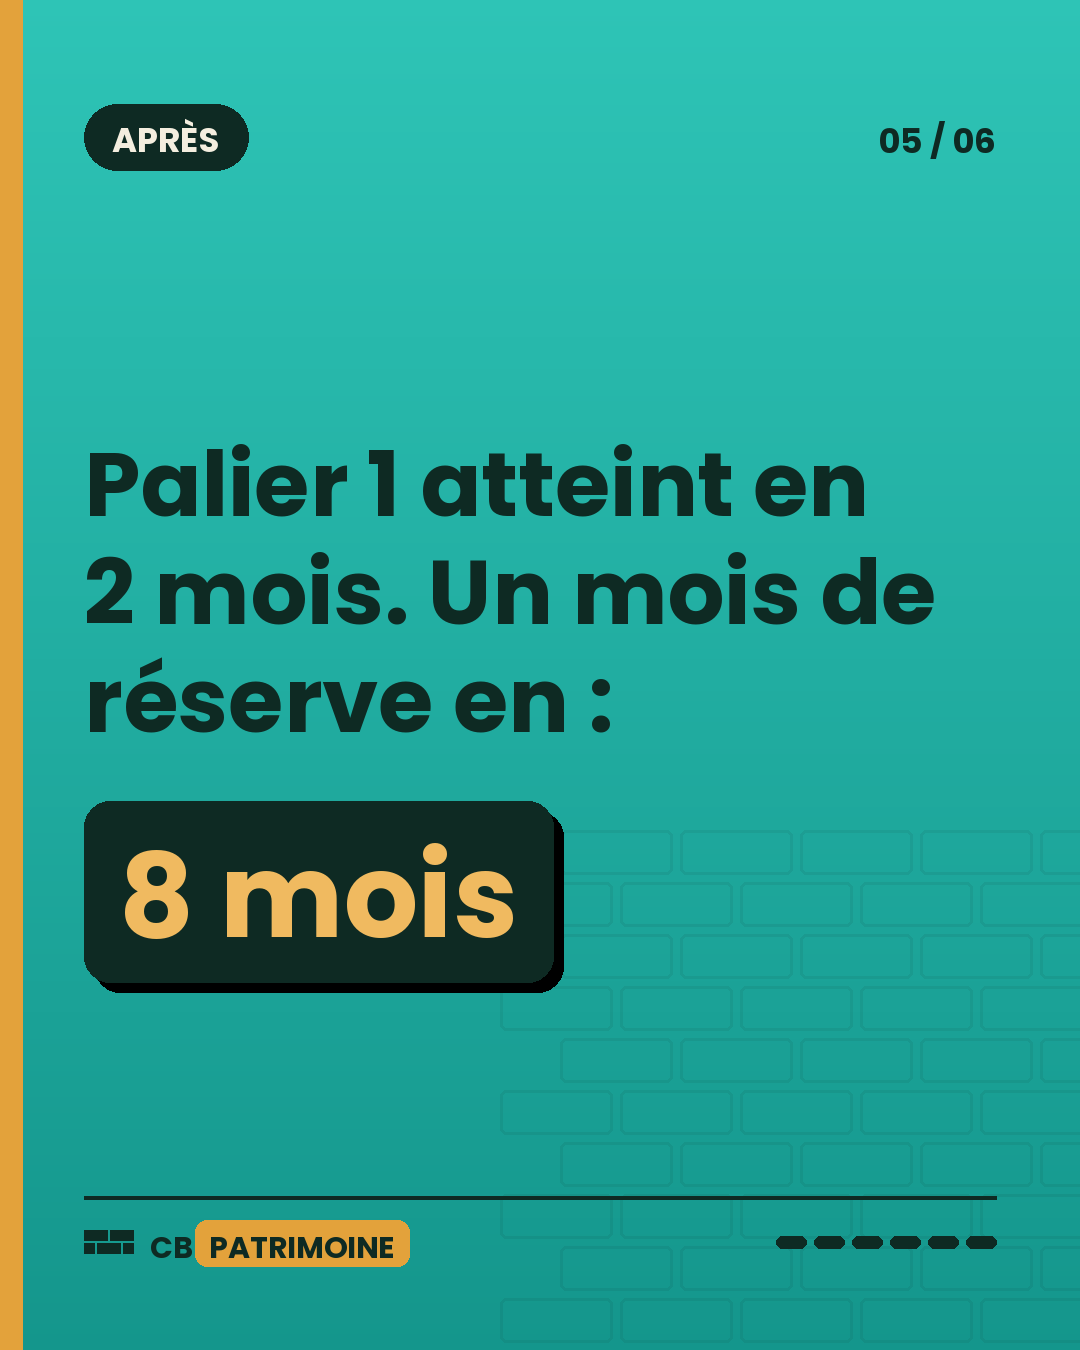 APRÈS
05 / 06
Palier 1 atteint en
2 mois. Un mois de
réserve en :
8 mois
CB PATRIMOINE